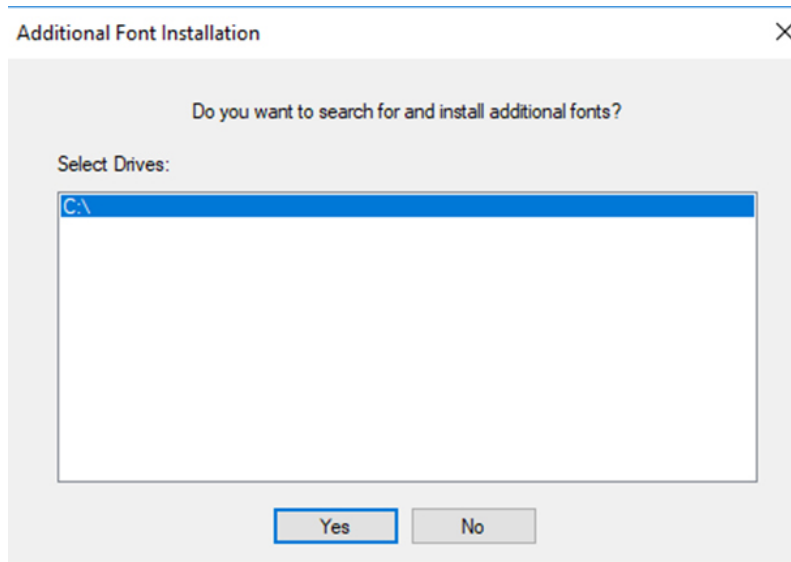 Additional Font Installation
Do you want to search for and install additional fonts?
Select Drives:
C:\
Yes
No